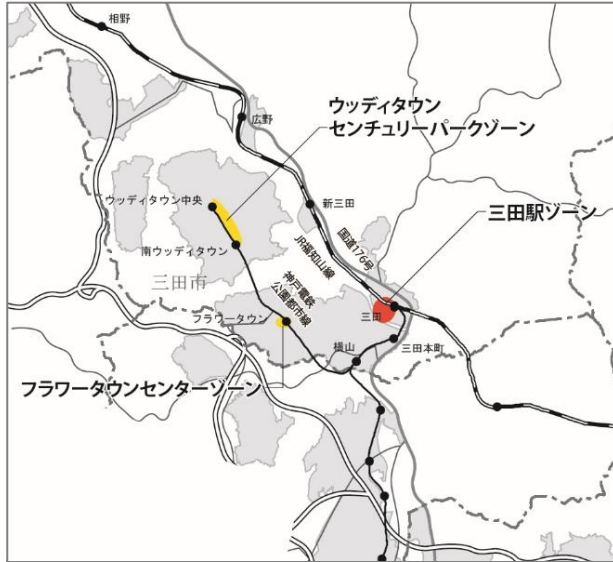 相野
広野
ウッディタウン
センチュリーパークゾーン
新三田
三田駅ゾーン
ウッディタウン中央
国道176号
JR福知山線
南ウッディタウン
三田市
神戸電鉄
公園都市線
三田
フラワータウン
横山
三田本町
フラワータウンセンターゾーン